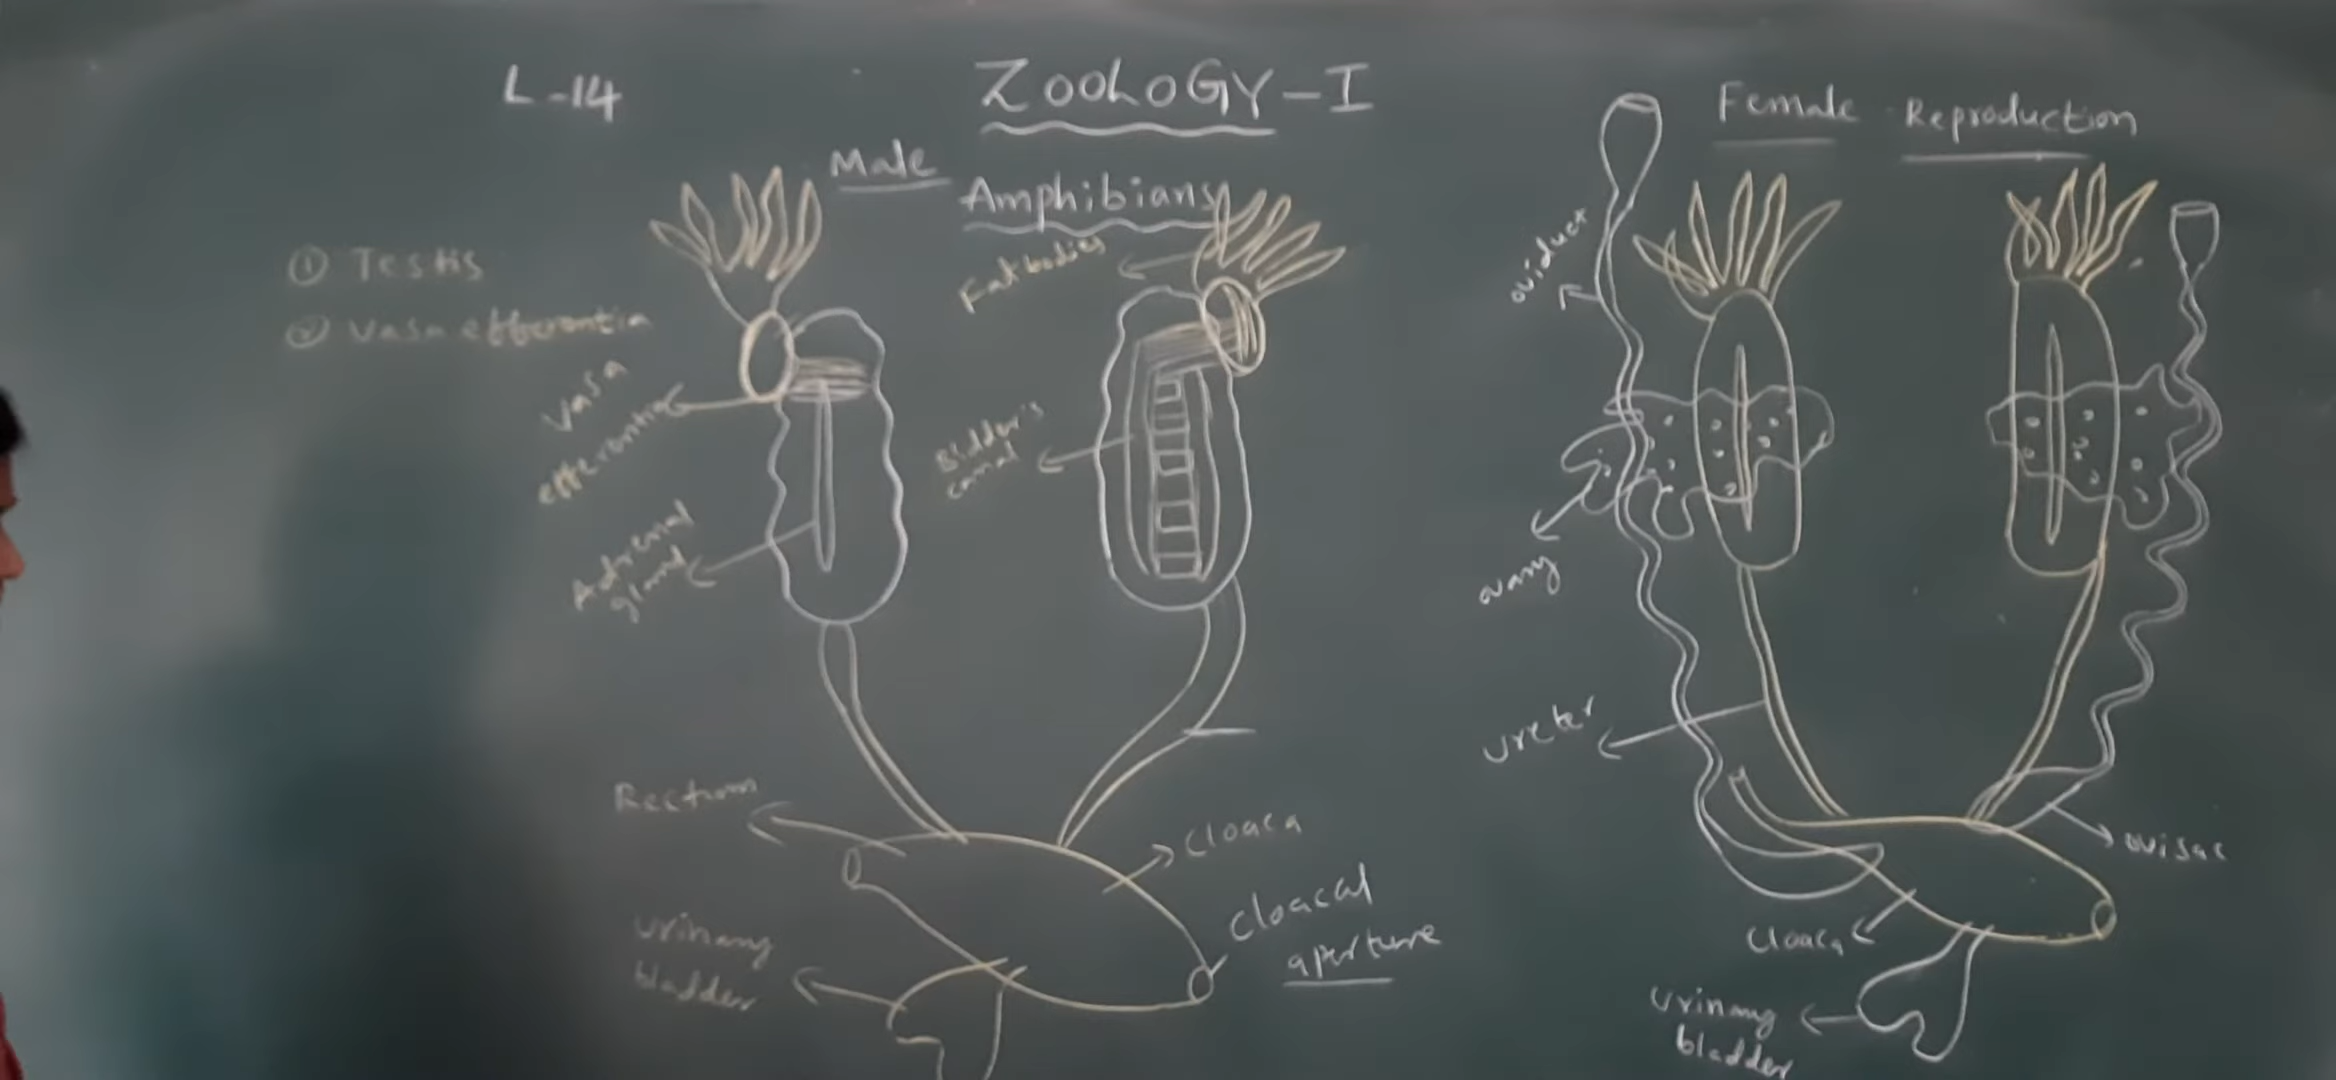 L-14
ZOOLOGY-I
Male
Amphibians
① Testis
② Vasa efferentia
Vasa
efferentia
Adrenal
gland
Fat bodies
Bidder's
canal
Rectum
Urinary
bladder
Cloaca
Cloacal
aperture
Female Reproduction
oviduct
ovary
ureter
ovisac
Cloaca
Urinary
bladder